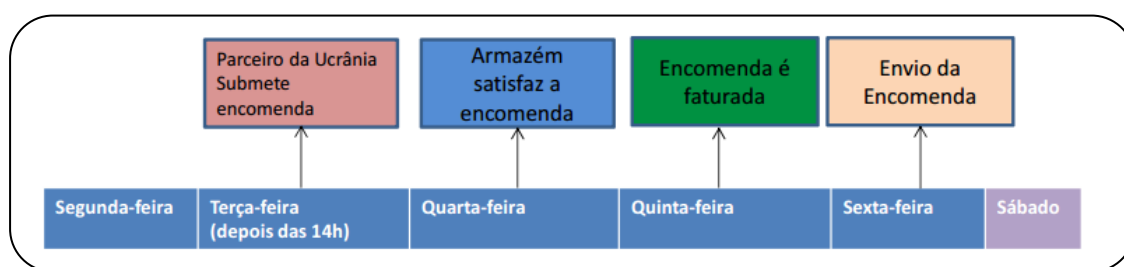 Parceiro da Ucrânia
Submete
encomenda
Armazém
satisfaz a
encomenda
Encomenda é
faturada
Envio da
Encomenda
Segunda-feira
Terça-feira
(depois das 14h)
Quarta-feira
Quinta-feira
Sexta-feira
Sábado